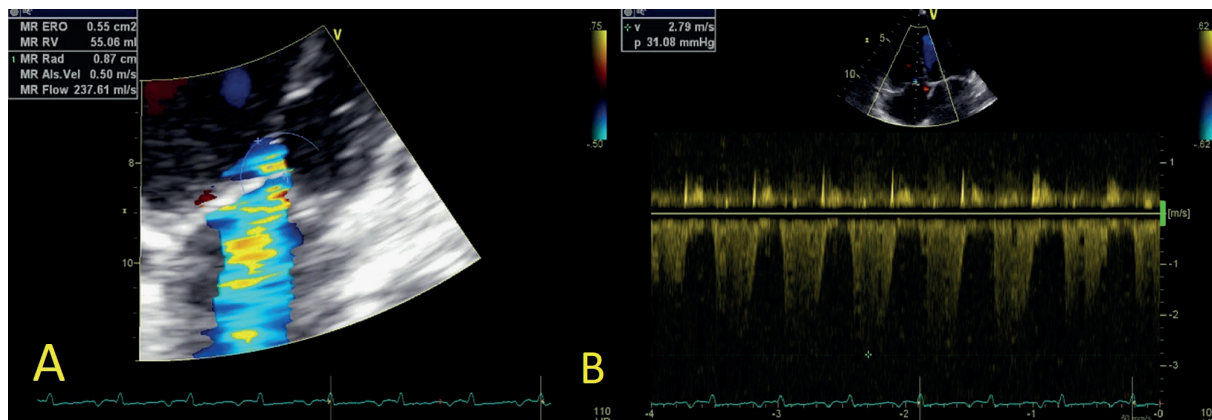 MR ERO 0.55 cm2
MR RV 55.06 ml
1 MR Rad 0.87 cm
MR Als.Vel 0.50 m/s
MR Flow 237.61 ml/s
V
.75
-.50
8
10
A
110
v 2.79 m/s
p 31.08 mmHg
V
5
10
.62
-.62
1
[m/s]
-1
-2
-3
B
-4
-3
-2
-1
10